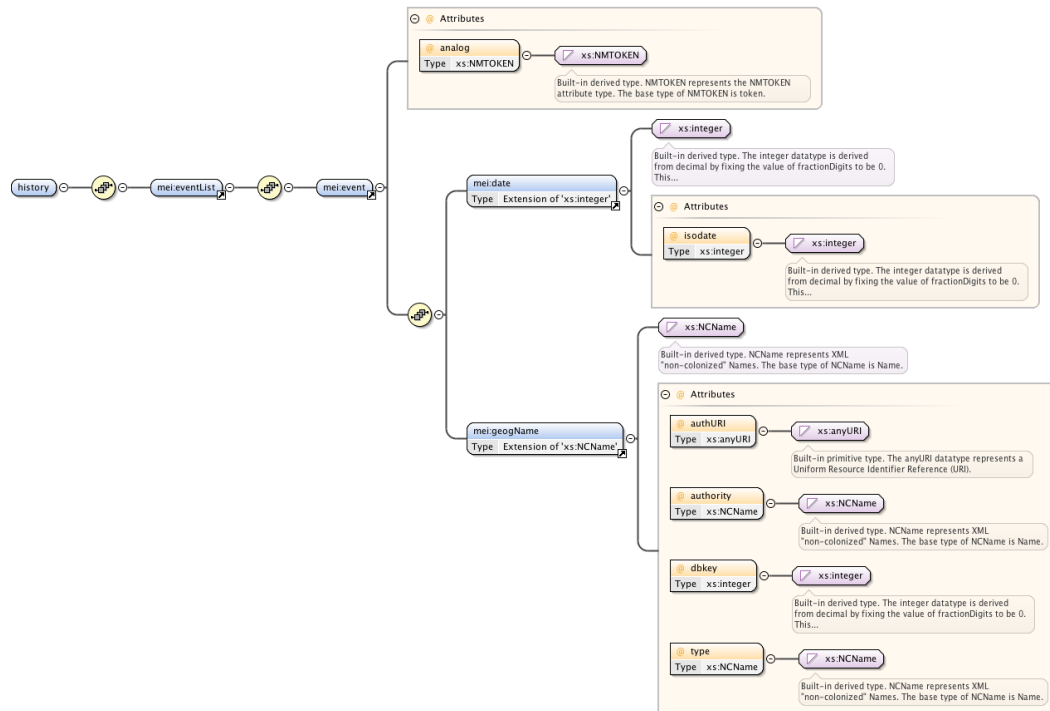 Attributes
@ analog
Type xs:NMTOKEN
xs:NMTOKEN
Built-in derived type. NMTOKEN represents the NMTOKEN
attribute type. The base type of NMTOKEN is token.
history
mei:eventList
mei:event
mei:date
Type Extension of 'xs:integer'
xs:integer
Built-in derived type. The integer datatype is derived
from decimal by fixing the value of fractionDigits to be 0.
This...
@ Attributes
@ isodate
Type xs:integer
xs:integer
Built-in derived type. The integer datatype is derived
from decimal by fixing the value of fractionDigits to be 0.
This...
mei:geogName
Type Extension of 'xs:NCName'
xs:NCName
Built-in derived type. NCName represents XML
"non-colonized" Names. The base type of NCName is Name.
@ Attributes
@ authURI
Type xs:anyURI
xs:anyURI
Built-in primitive type. The anyURI datatype represents a
Uniform Resource Identifier Reference (URI).
@ authority
Type xs:NCName
xs:NCName
Built-in derived type. NCName represents XML
"non-colonized" Names. The base type of NCName is Name.
@ dbkey
Type xs:integer
xs:integer
Built-in derived type. The integer datatype is derived
from decimal by fixing the value of fractionDigits to be 0.
This...
@ type
Type xs:NCName
xs:NCName
Built-in derived type. NCName represents XML
"non-colonized" Names. The base type of NCName is Name.